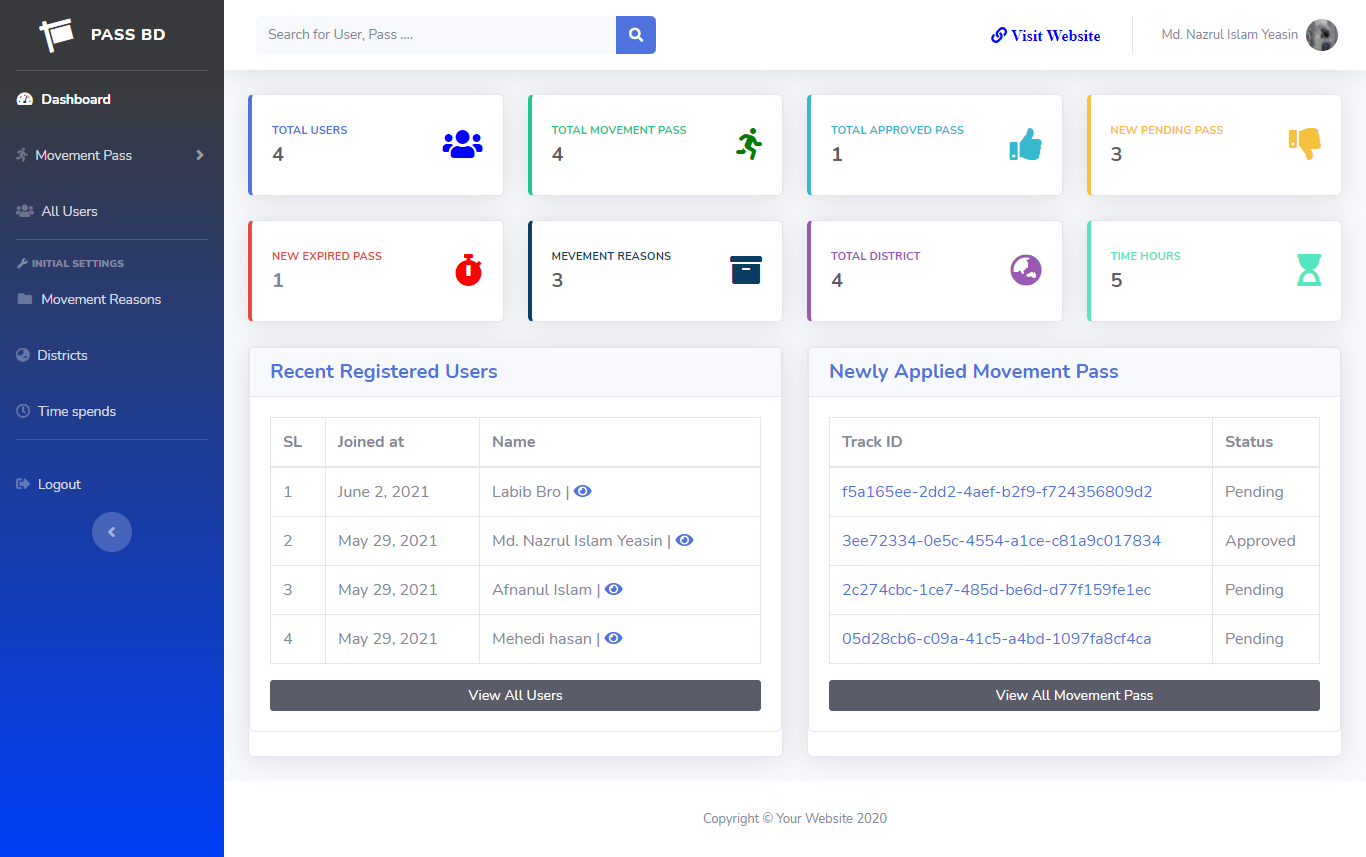 PASS BD
Search for User, Pass ....
Visit Website
Md. Nazrul Islam Yeasin
Dashboard
Movement Pass
All Users
INITIAL SETTINGS
Movement Reasons
Districts
Time spends
Logout
TOTAL USERS
4
TOTAL MOVEMENT PASS
4
TOTAL APPROVED PASS
1
NEW PENDING PASS
3
NEW EXPIRED PASS
1
MEVEMENT REASONS
3
TOTAL DISTRICT
4
TIME HOURS
5
Recent Registered Users
SL Joined at Name
1 June 2, 2021 Labib Bro |
2 May 29, 2021 Md. Nazrul Islam Yeasin |
3 May 29, 2021 Afnanul Islam |
4 May 29, 2021 Mehedi hasan |
View All Users
Newly Applied Movement Pass
Track ID Status
f5a165ee-2dd2-4aef-b2f9-f724356809d2 Pending
3ee72334-0e5c-4554-a1ce-c81a9c017834 Approved
2c274cbc-1ce7-485d-be6d-d77f159fe1ec Pending
05d28cb6-c09a-41c5-a4bd-1097fa8cf4ca Pending
View All Movement Pass
Copyright © Your Website 2020